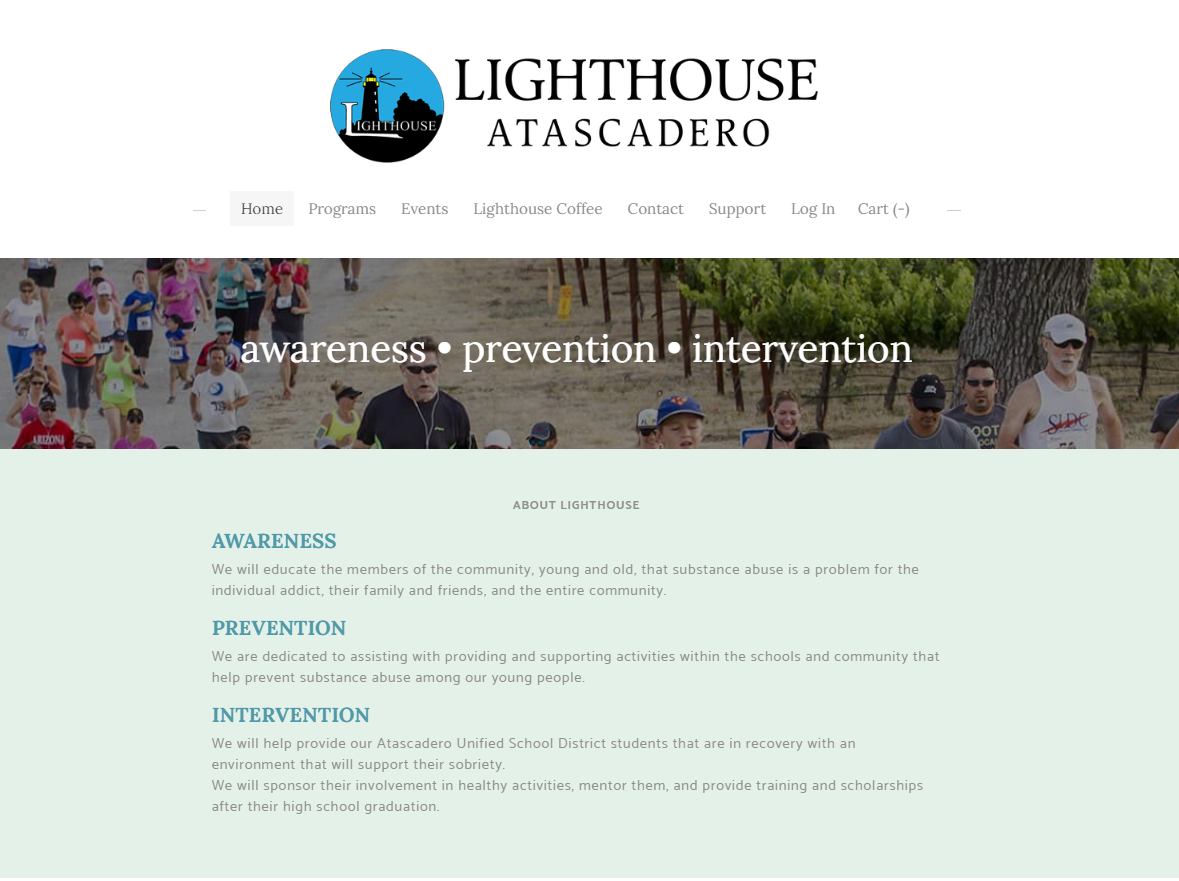 LIGHTHOUSE
ATASCADERO
LIGHTHOUSE
Home Programs Events Lighthouse Coffee Contact Support Log In Cart (-)
awareness • prevention • intervention
ARIZONA
SLDC
ABOUT LIGHTHOUSE
AWARENESS
We will educate the members of the community, young and old, that substance abuse is a problem for the
individual addict, their family and friends, and the entire community.
PREVENTION
We are dedicated to assisting with providing and supporting activities within the schools and community that
help prevent substance abuse among our young people.
INTERVENTION
We will help provide our Atascadero Unified School District students that are in recovery with an
environment that will support their sobriety.
We will sponsor their involvement in healthy activities, mentor them, and provide training and scholarships
after their high school graduation.